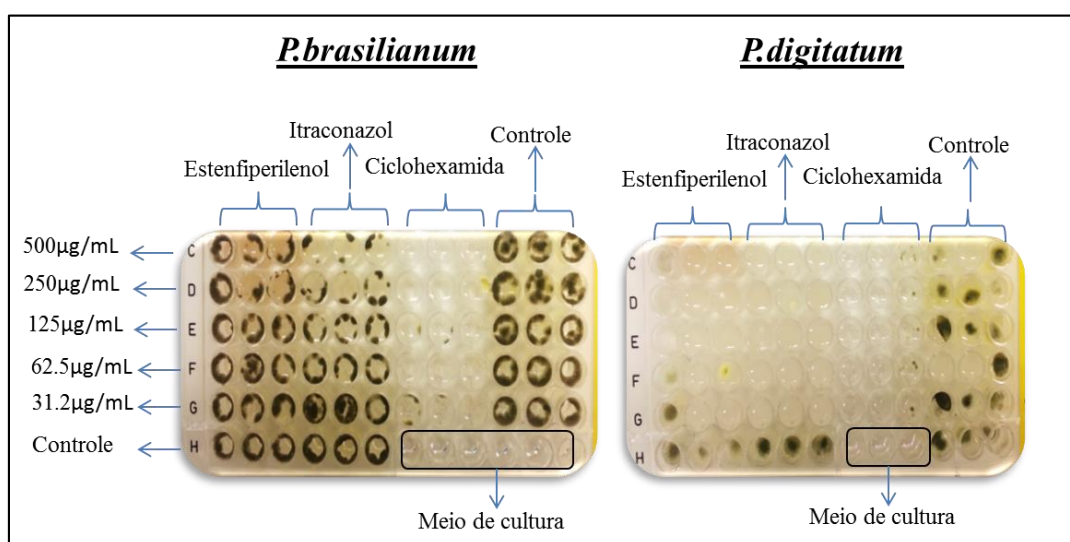 P.brasilianum
P.digitatum
Itraconazol
Controle
Estenfiperilenol
Ciclohexamida
Itraconazol
Controle
Estenfiperilenol
Ciclohexamida
500µg/mL
250µg/mL
125µg/mL
62.5µg/mL
31.2µg/mL
Controle
C
D
E
F
G
H
C
D
E
F
G
H
Meio de cultura
Meio de cultura